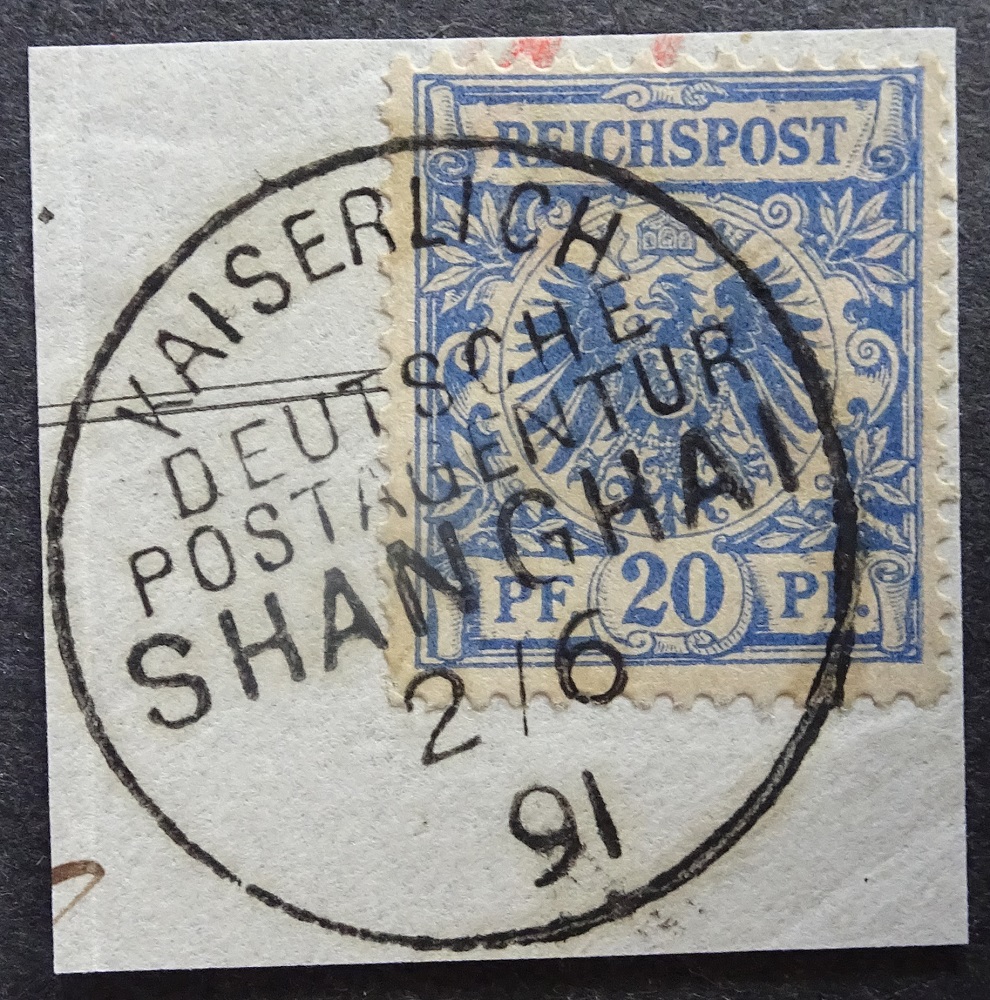 REICHSPOST
PF 20 PF.
KAISERLICH
DEUTSCHE
POSTAGENTUR
SHANGHAI
2/6
91